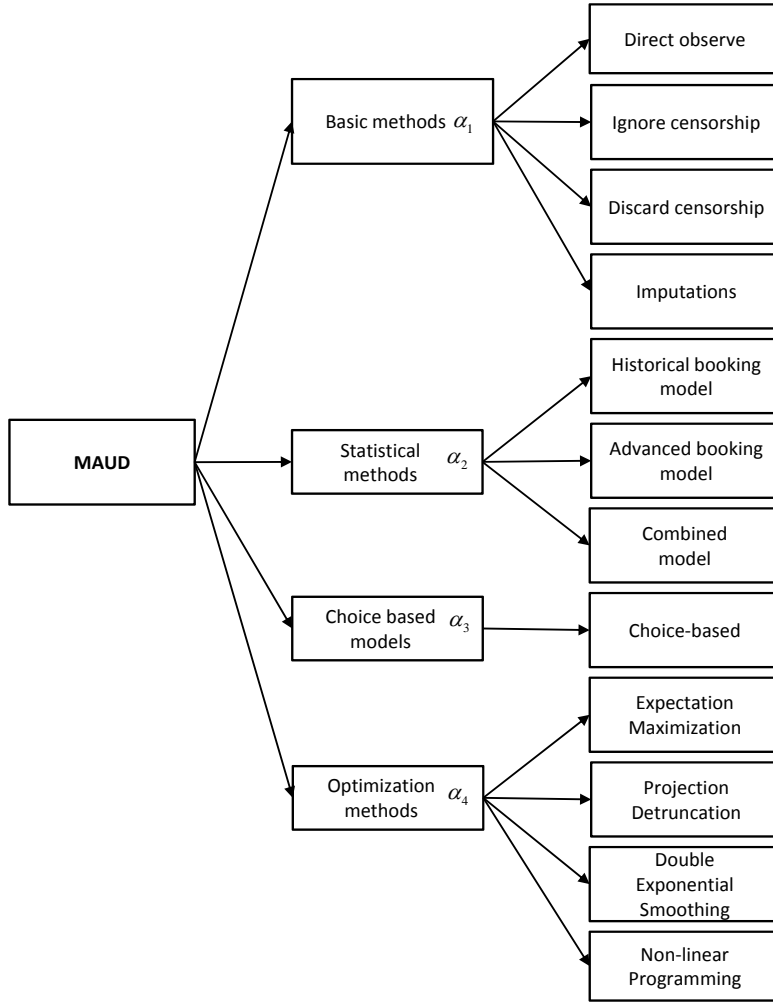 MAUD
Basic methods α₁
Direct observe
Ignore censorship
Discard censorship
Imputations
Statistical α₂
methods
Historical booking
model
Advanced booking
model
Combined
model
Choice based α₃
models
Choice-based
Optimization α₄
methods
Expectation
Maximization
Projection
Detruncation
Double
Exponential
Smoothing
Non-linear
Programming